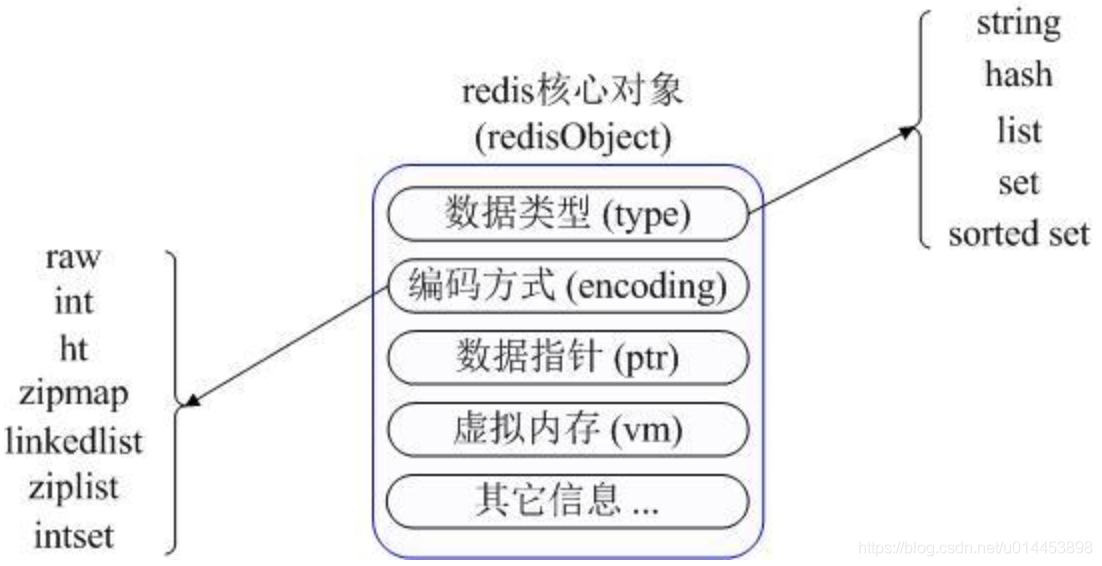 redis核心对象
(redisObject)
数据类型 (type)
编码方式 (encoding)
数据指针 (ptr)
虚拟内存 (vm)
其它信息 ...
string
hash
list
set
sorted set
raw
int
ht
zipmap
linkedlist
ziplist
intset
https://blog.csdn.net/u014453898